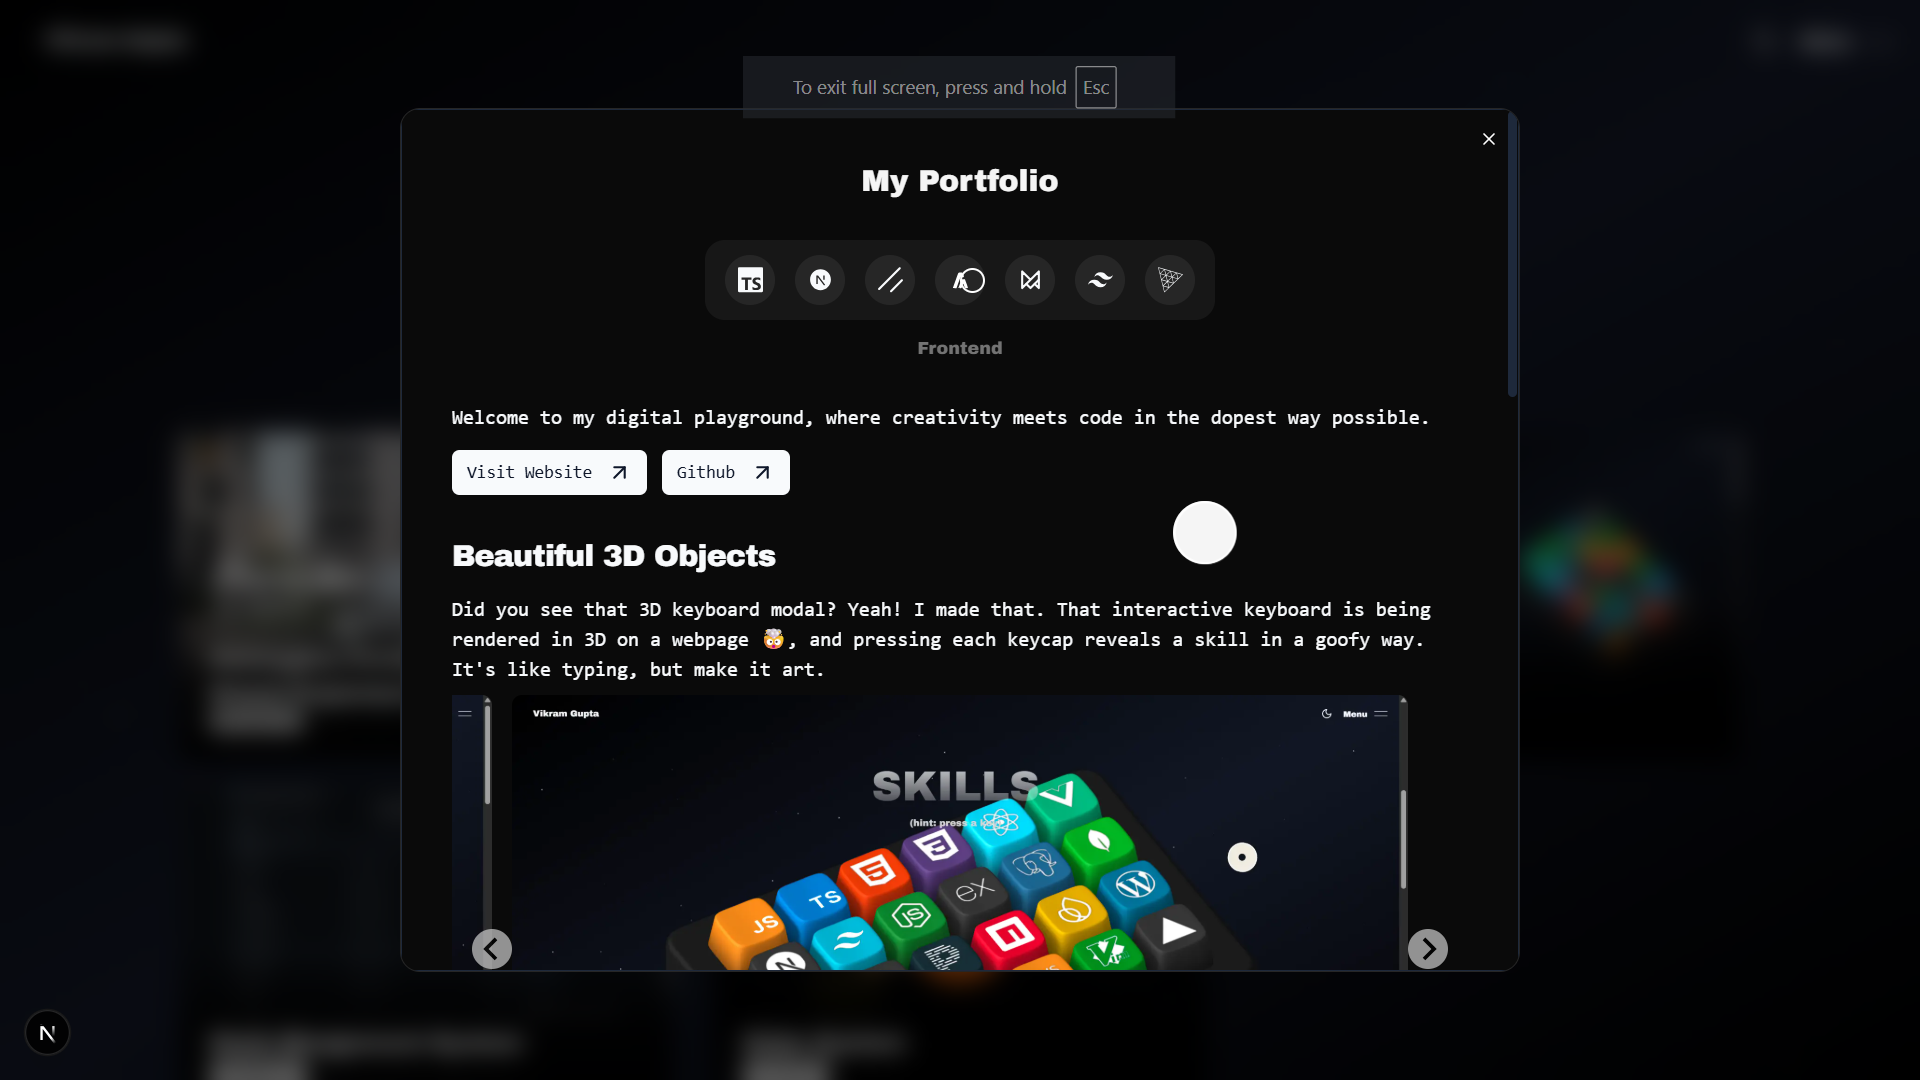 To exit full screen, press and hold Esc
My Portfolio
TS
N
Frontend
Welcome to my digital playground, where creativity meets code in the dopest way possible.
Visit Website
Github
Beautiful 3D Objects
Did you see that 3D keyboard modal? Yeah! I made that. That interactive keyboard is being
rendered in 3D on a webpage 🤯, and pressing each keycap reveals a skill in a goofy way.
It's like typing, but make it art.
Vikram Gupta
Menu
SKILLS
(hint: press a
TS
ex
JS
JS
N
N